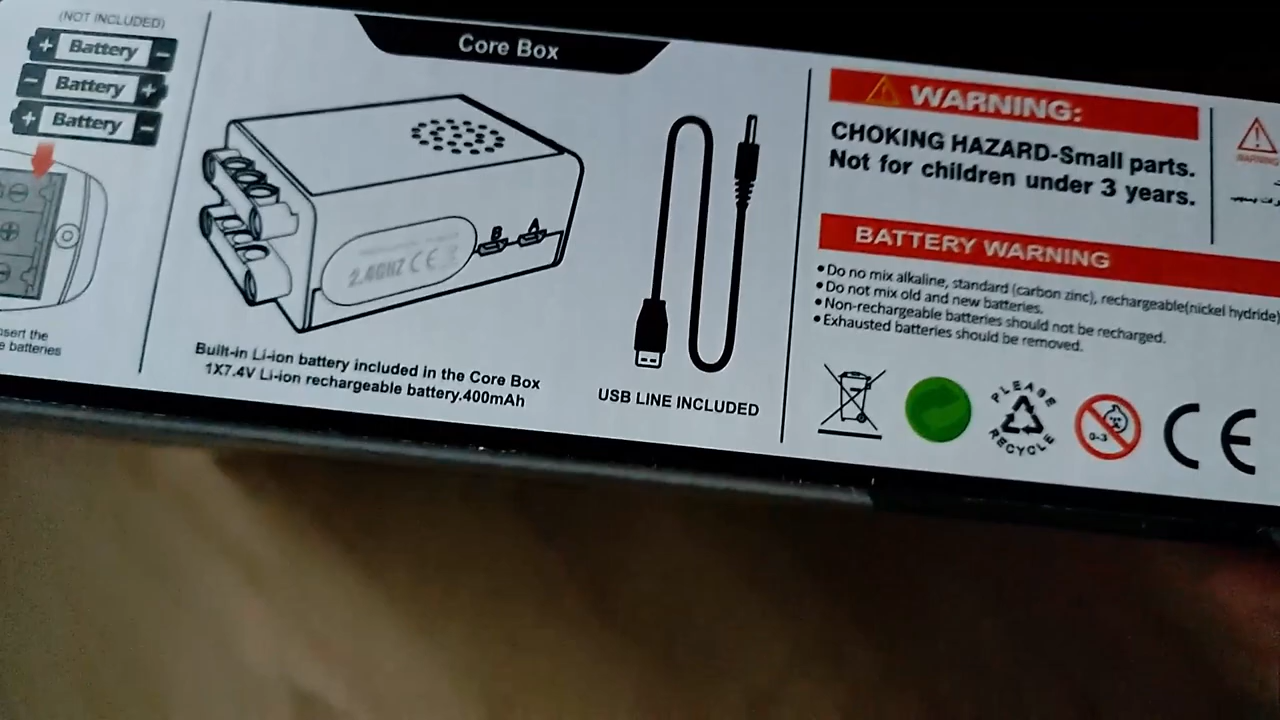 (NOT INCLUDED)
+ Battery -
- Battery +
+ Battery -
the
batteries
Core Box
2.4GHZ CE
B A
Built-in Li-ion battery included in the Core Box
1X7.4V Li-ion rechargeable battery.400mAh
USB LINE INCLUDED
WARNING:
CHOKING HAZARD-Small parts.
Not for children under 3 years.
BATTERY WARNING
•Do no mix alkaline, standard (carbon zinc), rechargeable(nickel hydride)
•Do not mix old and new batteries.
•Non-rechargeable batteries should not be recharged.
•Exhausted batteries should be removed.
PLEASE
RECYCLE
0-3
CE
WARNING